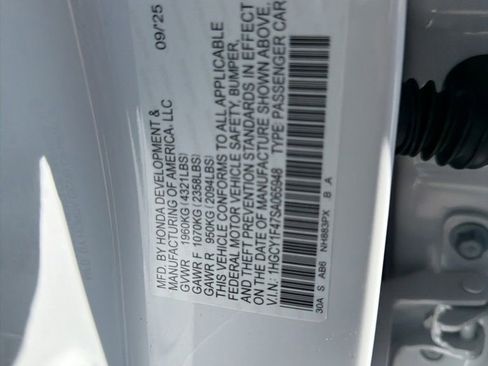 MFD. BY HONDA DEVELOPMENT & 09/25
MANUFACTURING OF AMERICA, LLC
GVWR 1960KG (4321LBS)
GAWR F 1070KG (2358LBS)
GAWR R 950KG (2094LBS)
THIS VEHICLE CONFORMS TO ALL APPLICABLE
FEDERAL MOTOR VEHICLE SAFETY, BUMPER,
AND THEFT PREVENTION STANDARDS IN EFFECT
ON THE DATE OF MANUFACTURE SHOWN ABOVE.
V.I.N.: 1HGCY1F47SA065948 TYPE PASSENGER CAR
30A S AB6 NH883PX B A